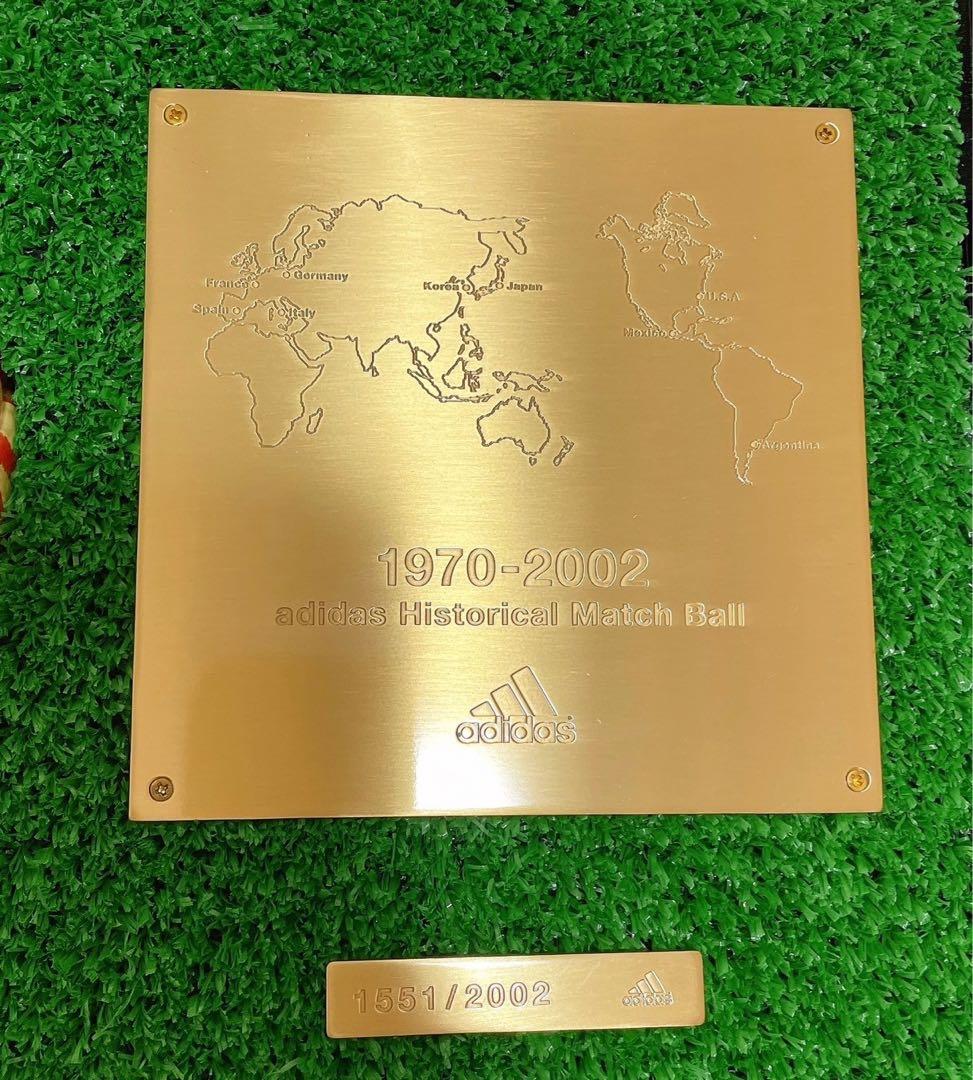 Germany
France
Korea
Japan
U.S.A
Spain
Italy
Mexico
Argentina
1970-2002
adidas Historical Match Ball
adidas
1551/2002
adidas